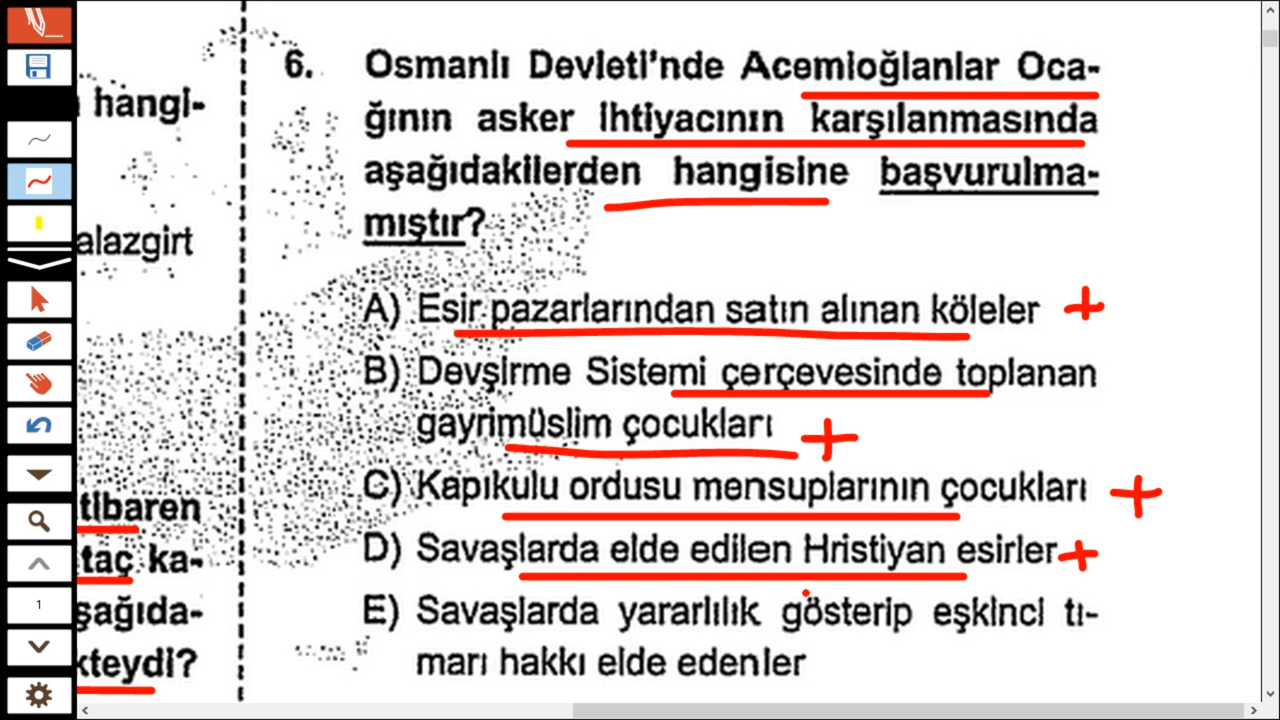 hangi-
alazgirt
tibaren
taç ka-
şağıda-
kteydi?
6. Osmanlı Devleti'nde Acemioğlanlar Oca-
ğının asker ihtiyacının karşılanmasında
aşağıdakilerden hangisine başvurulma-
mıştır?
A) Esir pazarlarından satın alınan köleler
B) Devşirme Sistemi çerçevesinde toplanan
gayrimüslim çocukları
C) Kapıkulu ordusu mensuplarının çocukları
D) Savaşlarda elde edilen Hristiyan esirler
E) Savaşlarda yararlılık gösterip eşkinci tı-
marı hakkı elde edenler
1